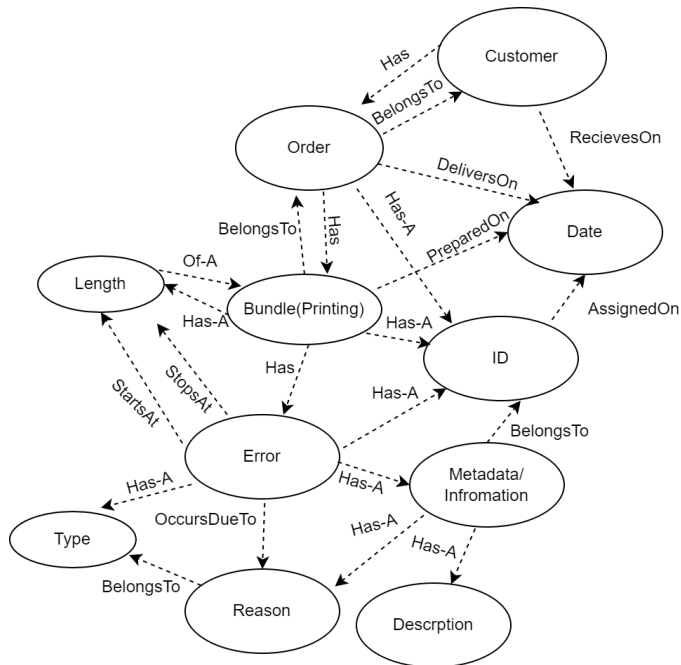 Customer
Has
BelongsTo
RecievesOn
Order
DeliversOn
Has-A
BelongsTo
Has
PreparedOn
Date
Of-A
Length
Has-A
Bundle(Printing)
Has-A
AssignedOn
ID
Has
StartsAt
StopsAt
Has-A
BelongsTo
Error
Has-A
Metadata/
Infromation
Has-A
OccursDueTo
Has-A
Has-A
Type
BelongsTo
Reason
Descrption